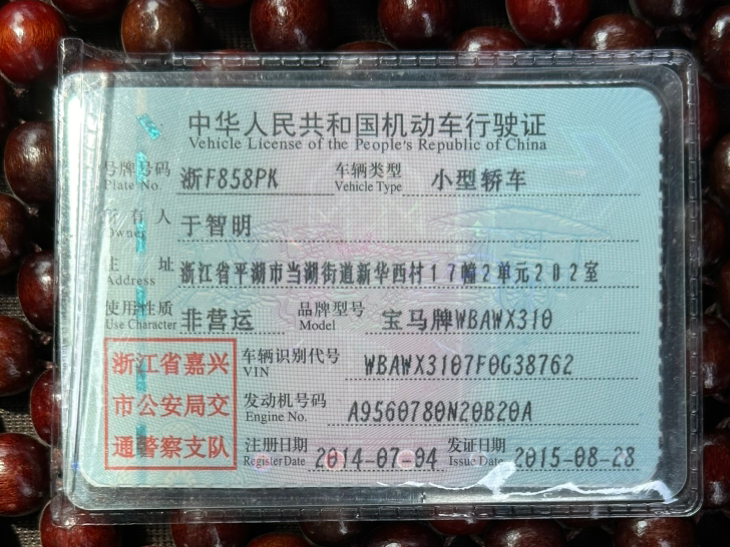 中华人民共和国机动车行驶证
Vehicle License of the People's Republic of China
号牌号码 浙F858PK 车辆类型 小型轿车
Plate No. Vehicle Type
所有人 于智明
Owner
住址 浙江省平湖市当湖街道新华西村17幢2单元202室
Address
使用性质 非营运 品牌型号 宝马牌WBAWX310
Use Character Model
浙江省嘉兴 车辆识别代号 WBAWX3107F0G38762
VIN
市公安局交 发动机号码 A9560780N20B20A
Engine No.
通警察支队 注册日期 2014-07-04 发证日期 2015-08-28
Register Date Issue Date